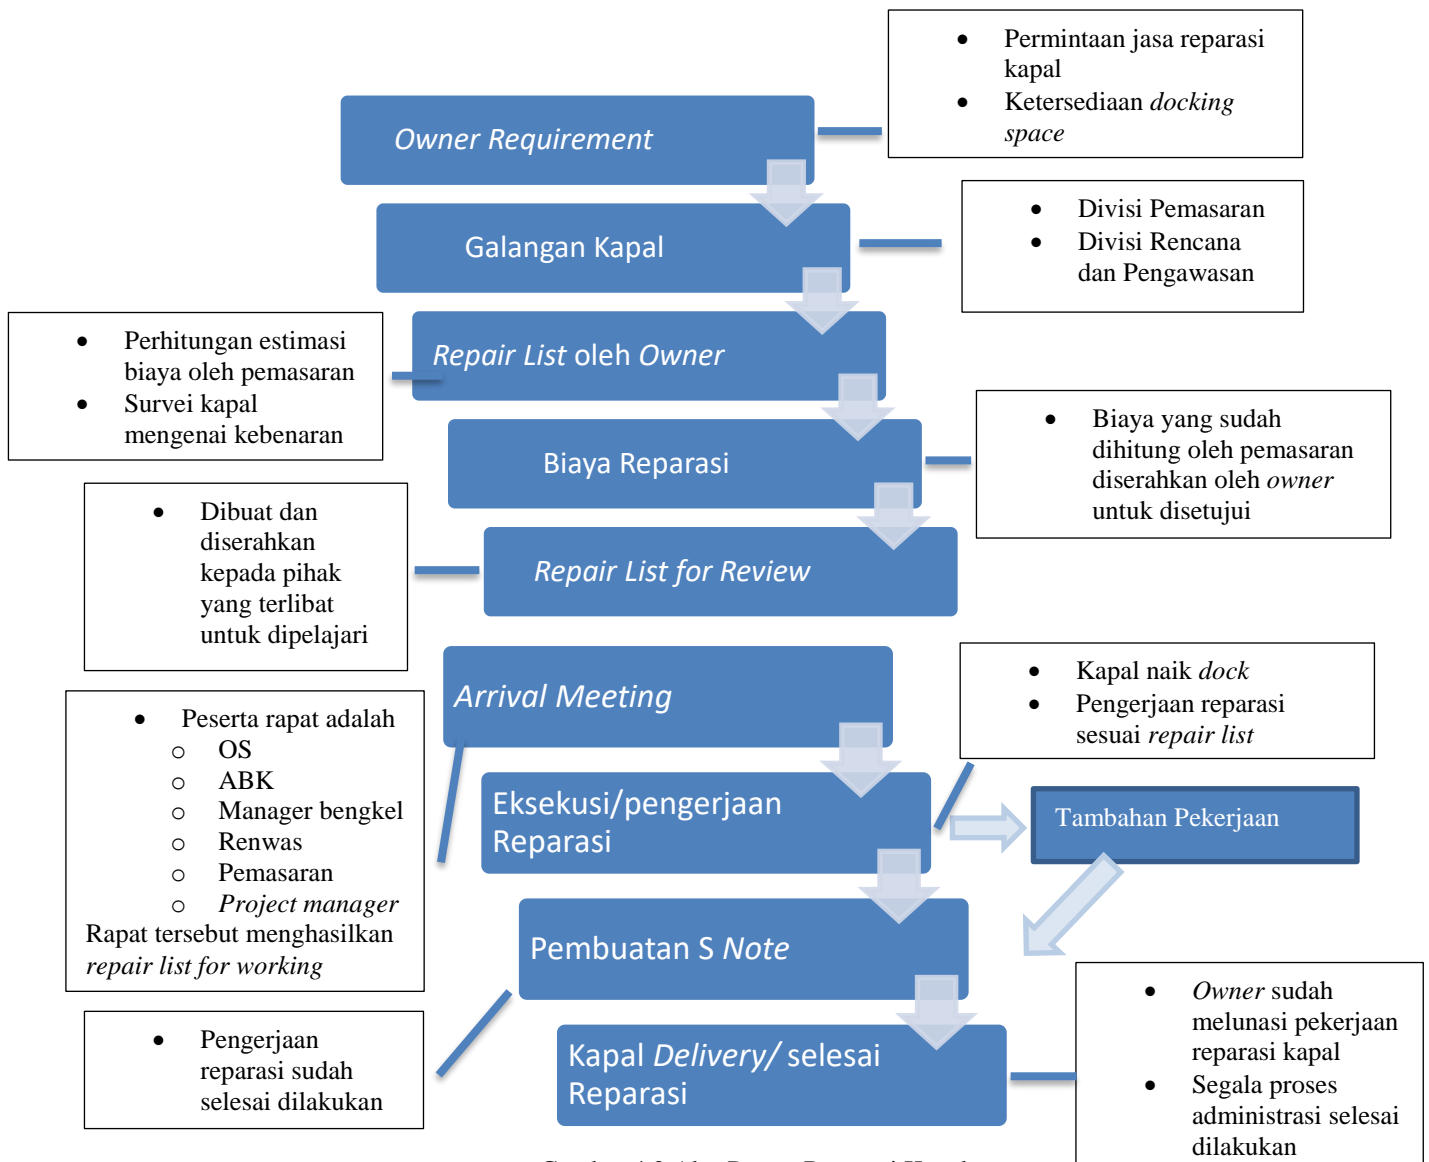 • Permintaan jasa reparasi
kapal
• Ketersediaan docking
space
Owner Requirement
• Divisi Pemasaran
• Divisi Rencana
dan Pengawasan
Galangan Kapal
• Perhitungan estimasi
biaya oleh pemasaran
• Survei kapal
mengenai kebenaran
Repair List oleh Owner
• Biaya yang sudah
dihitung oleh pemasaran
diserahkan oleh owner
untuk disetujui
Biaya Reparasi
• Dibuat dan
diserahkan
kepada pihak
yang terlibat
untuk dipelajari
Repair List for Review
Arrival Meeting
• Peserta rapat adalah
o OS
o ABK
o Manager bengkel
o Renwas
o Pemasaran
o Project manager
Rapat tersebut menghasilkan
repair list for working
• Kapal naik dock
• Pengerjaan reparasi
sesuai repair list
Eksekusi/pengerjaan
Reparasi
Tambahan Pekerjaan
Pembuatan S Note
• Pengerjaan
reparasi sudah
selesai dilakukan
Kapal Delivery/ selesai
Reparasi
• Owner sudah
melunasi pekerjaan
reparasi kapal
• Segala proses
administrasi selesai
dilakukan